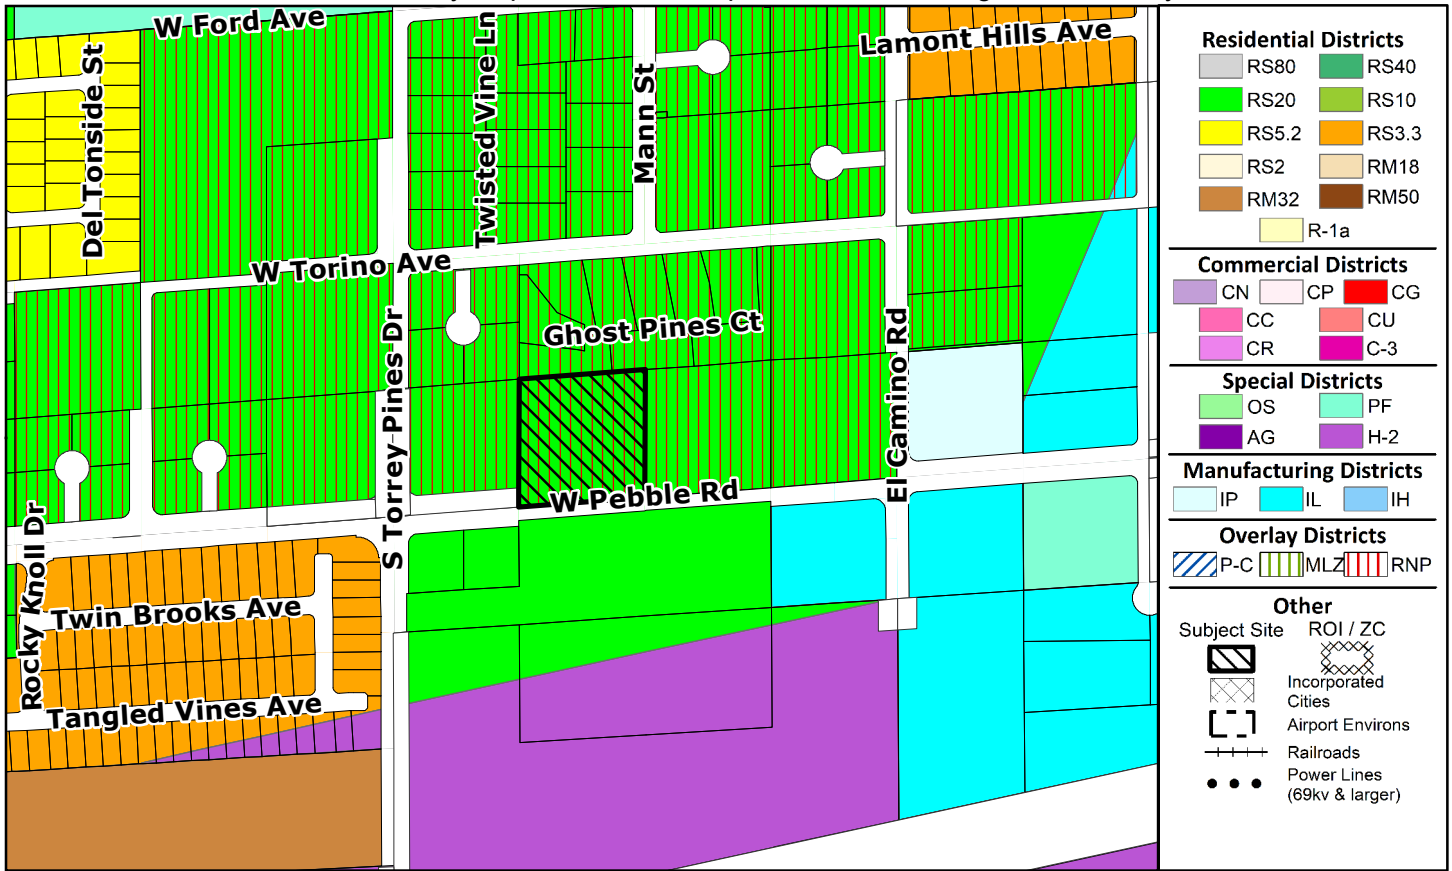 W Ford Ave
Del Tonside St
Twisted Vine Ln
Mann St
Lamont Hills Ave
W Torino Ave
Ghost Pines Ct
S Torrey Pines Dr
El Camino Rd
W Pebble Rd
Rocky Knoll Dr
Twin Brooks Ave
Tangled Vines Ave
Residential Districts
RS80 RS40
RS20 RS10
RS5.2 RS3.3
RS2 RM18
RM32 RM50
R-1a
Commercial Districts
CN CP CG
CC CU
CR C-3
Special Districts
OS PF
AG H-2
Manufacturing Districts
IP IL IH
Overlay Districts
P-C MLZ RNP
Other
Subject Site ROI / ZC
Incorporated
Cities
Airport Environs
Railroads
Power Lines
(69kv & larger)